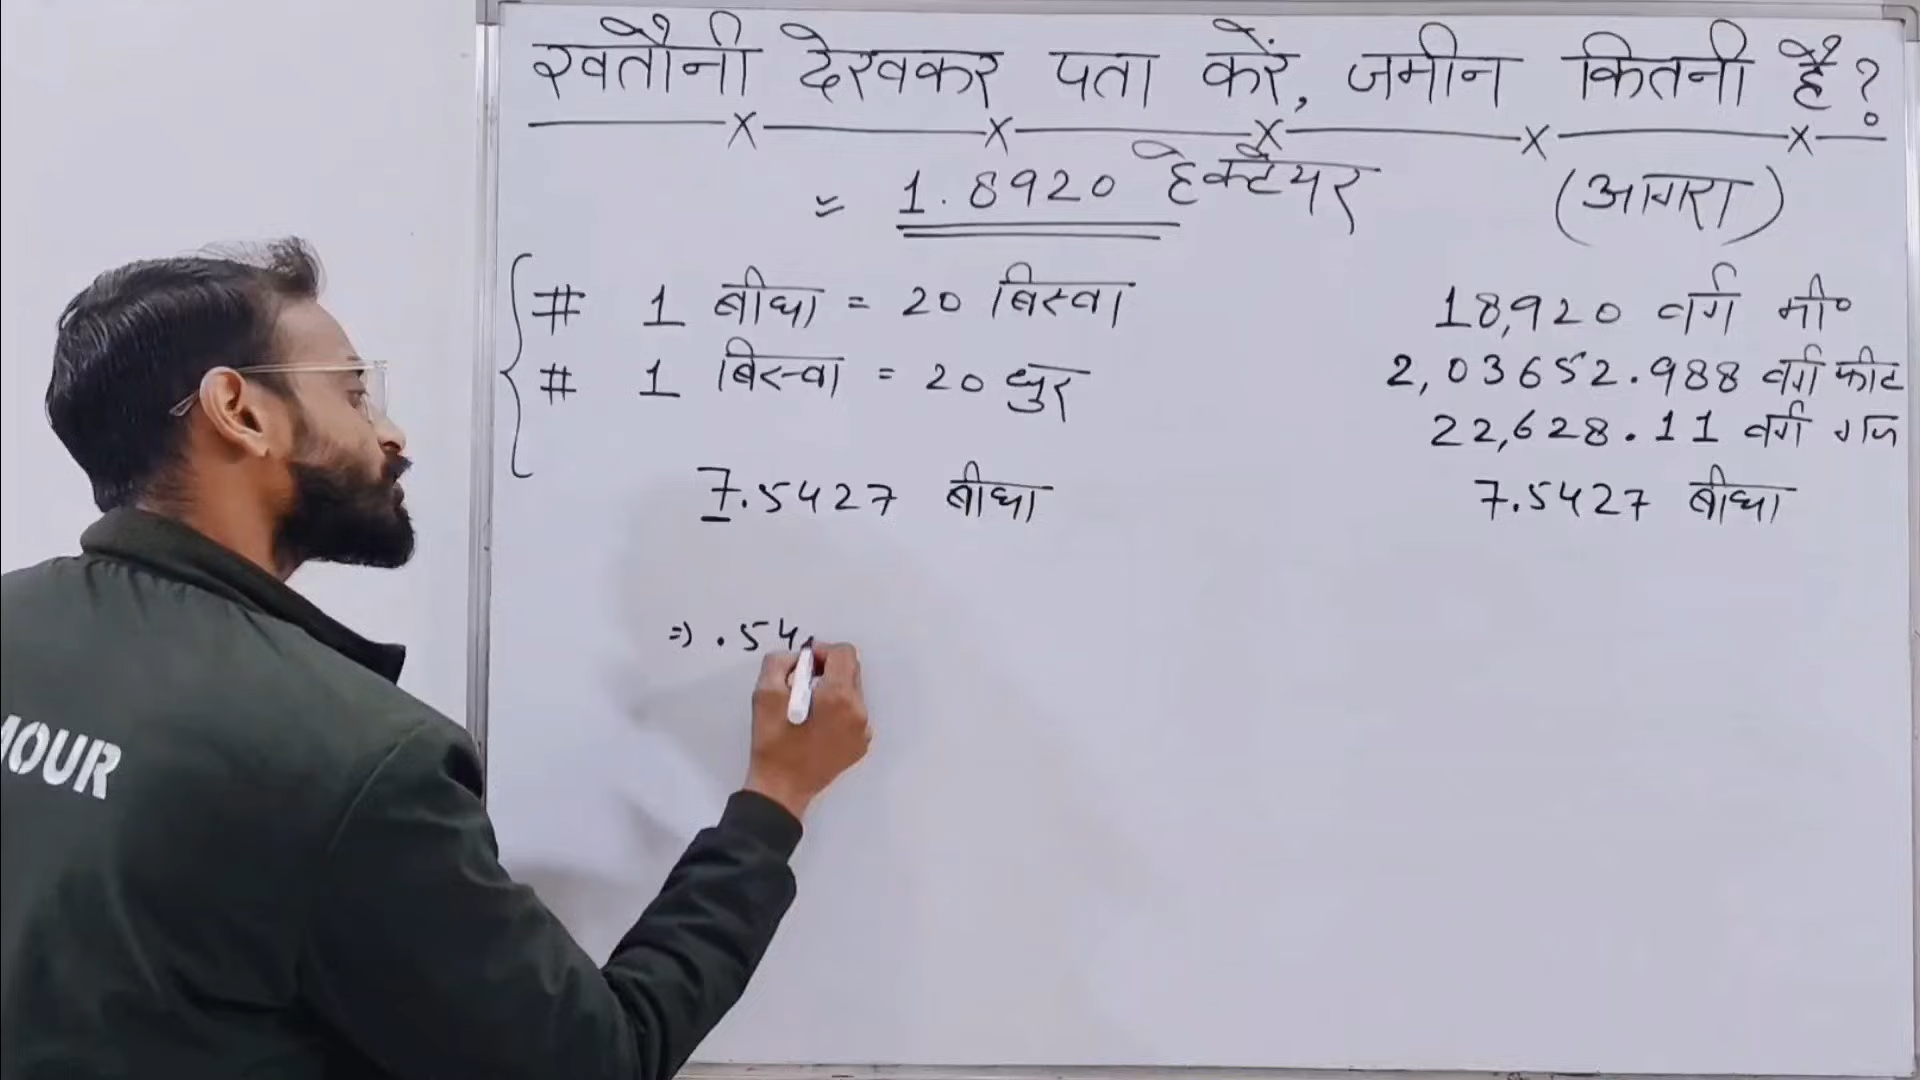 खतौनी देखकर पता करें, जमीन कितनी है?
= 1.8920 हेक्टेयर (आगरा)
# 1 बीघा = 20 बिस्वा
# 1 बिस्वा = 20 धुर
7.5427 बीघा
⇒ .54
18,920 वर्ग मी०
2,03652.988 वर्ग फीट
22,628.11 वर्ग गज
7.5427 बीघा
MOUR